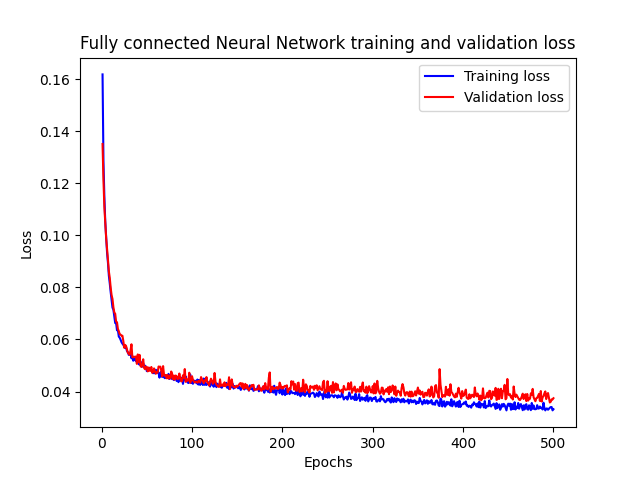 Fully connected Neural Network training and validation loss
Training loss
Validation loss
0.16
0.14
0.12
0.10
0.08
0.06
0.04
Loss
0
100
200
300
400
500
Epochs